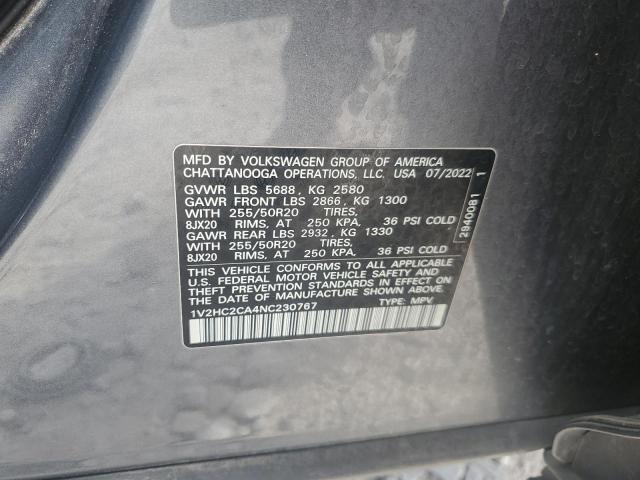 MFD BY VOLKSWAGEN GROUP OF AMERICA
CHATTANOOGA OPERATIONS, LLC. USA 07/2022
GVWR LBS 5688, KG 2580
GAWR FRONT LBS 2866, KG 1300
WITH 255/50R20 TIRES,
8JX20 RIMS, AT 250 KPA, 36 PSI COLD
GAWR REAR LBS 2932, KG 1330
WITH 255/50R20 TIRES,
8JX20 RIMS, AT 250 KPA, 36 PSI COLD
THIS VEHICLE CONFORMS TO ALL APPLICABLE
U.S. FEDERAL MOTOR VEHICLE SAFETY AND
THEFT PREVENTION STANDARDS IN EFFECT ON
THE DATE OF MANUFACTURE SHOWN ABOVE.
1V2HC2CA4NC230767 TYPE: MPV
2940081 1